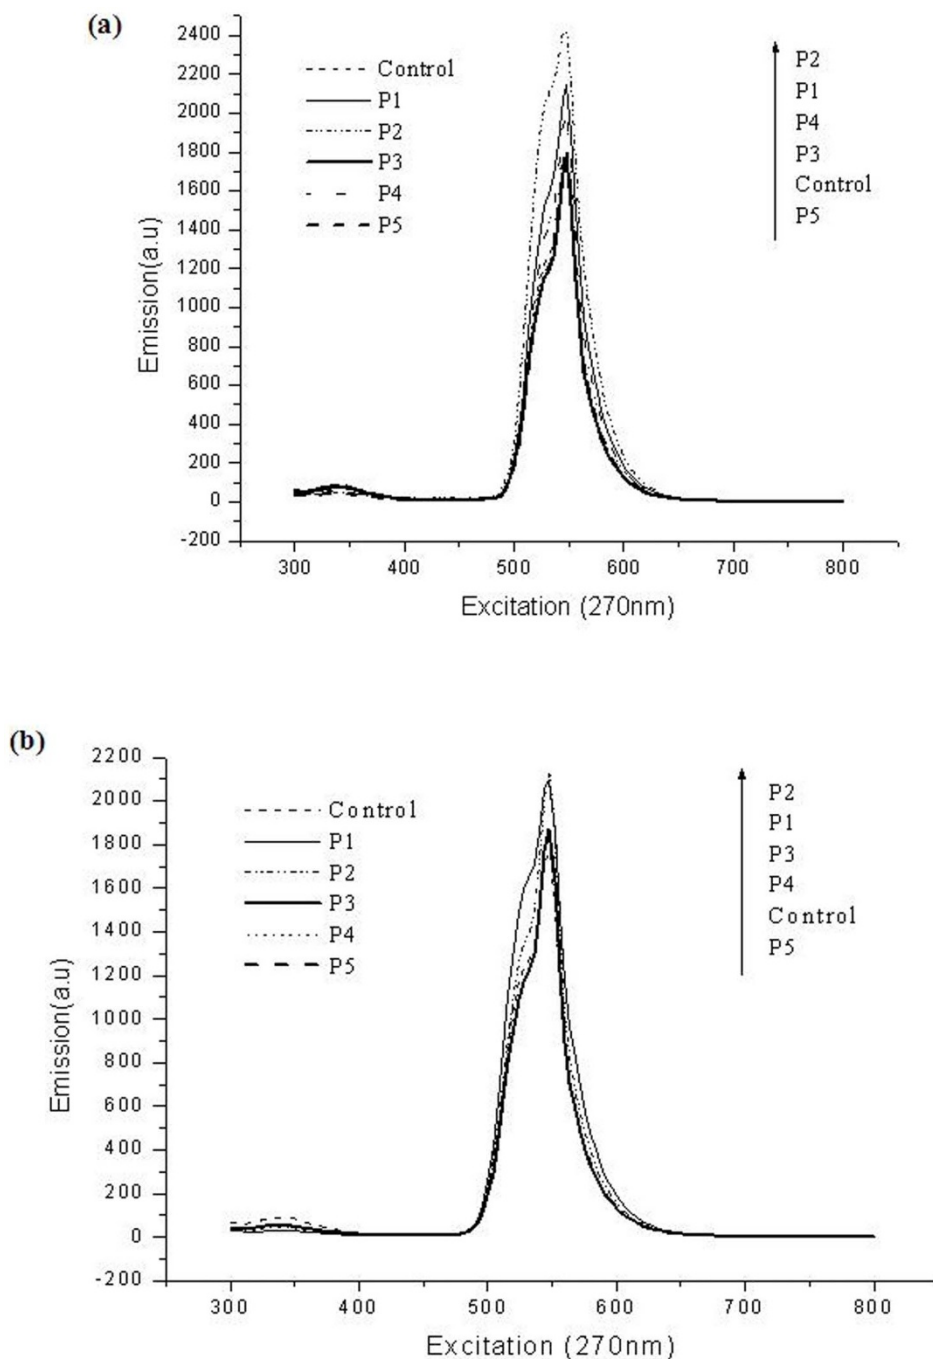 (a)
2400
2200
2000
1800
1600
1400
1200
1000
800
600
400
200
0
-200
Emission(a.u)
Control
P1
P2
P3
P4
P5
P2
P1
P4
P3
Control
P5
300 400 500 600 700 800
Excitation (270nm)
(b)
2200
2000
1800
1600
1400
1200
1000
800
600
400
200
0
-200
Emission(a.u)
Control
P1
P2
P3
P4
P5
P2
P1
P3
P4
Control
P5
300 400 500 600 700 800
Excitation (270nm)